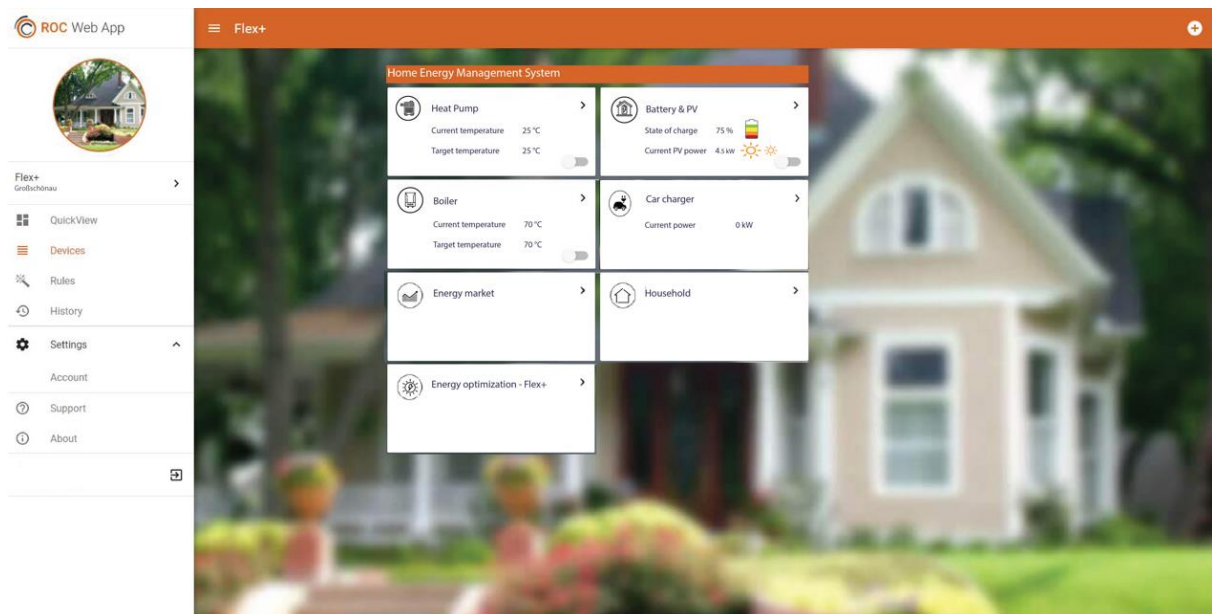 ROC Web App
Flex+
Flex+
Großschönau
QuickView
Devices
Rules
History
Settings
Account
Support
About
Home Energy Management System
Heat Pump
Current temperature 25 °C
Target temperature 25 °C
Battery & PV
State of charge 75 %
Current PV power 4.5 kW
Boiler
Current temperature 70 °C
Target temperature 70 °C
Car charger
Current power 0 kW
Energy market
Household
Energy optimization - Flex+